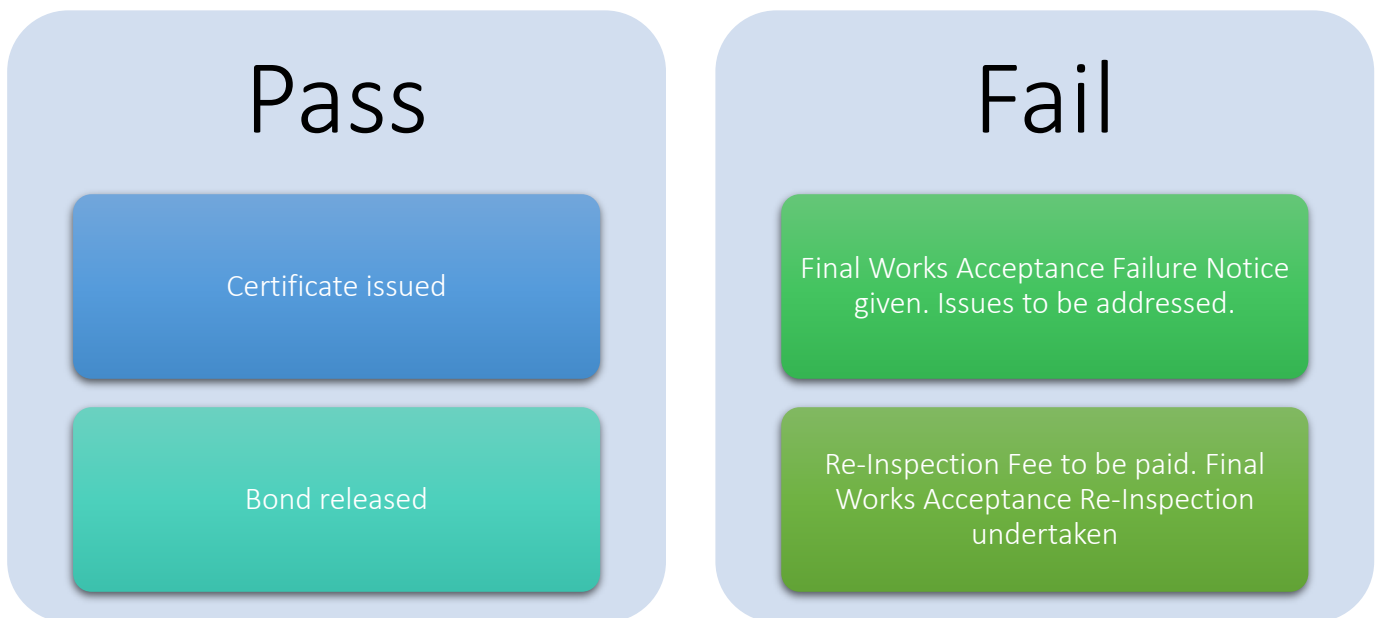 Pass
Certificate issued
Bond released
Fail
Final Works Acceptance Failure Notice
given. Issues to be addressed.
Re-Inspection Fee to be paid. Final
Works Acceptance Re-Inspection
undertaken